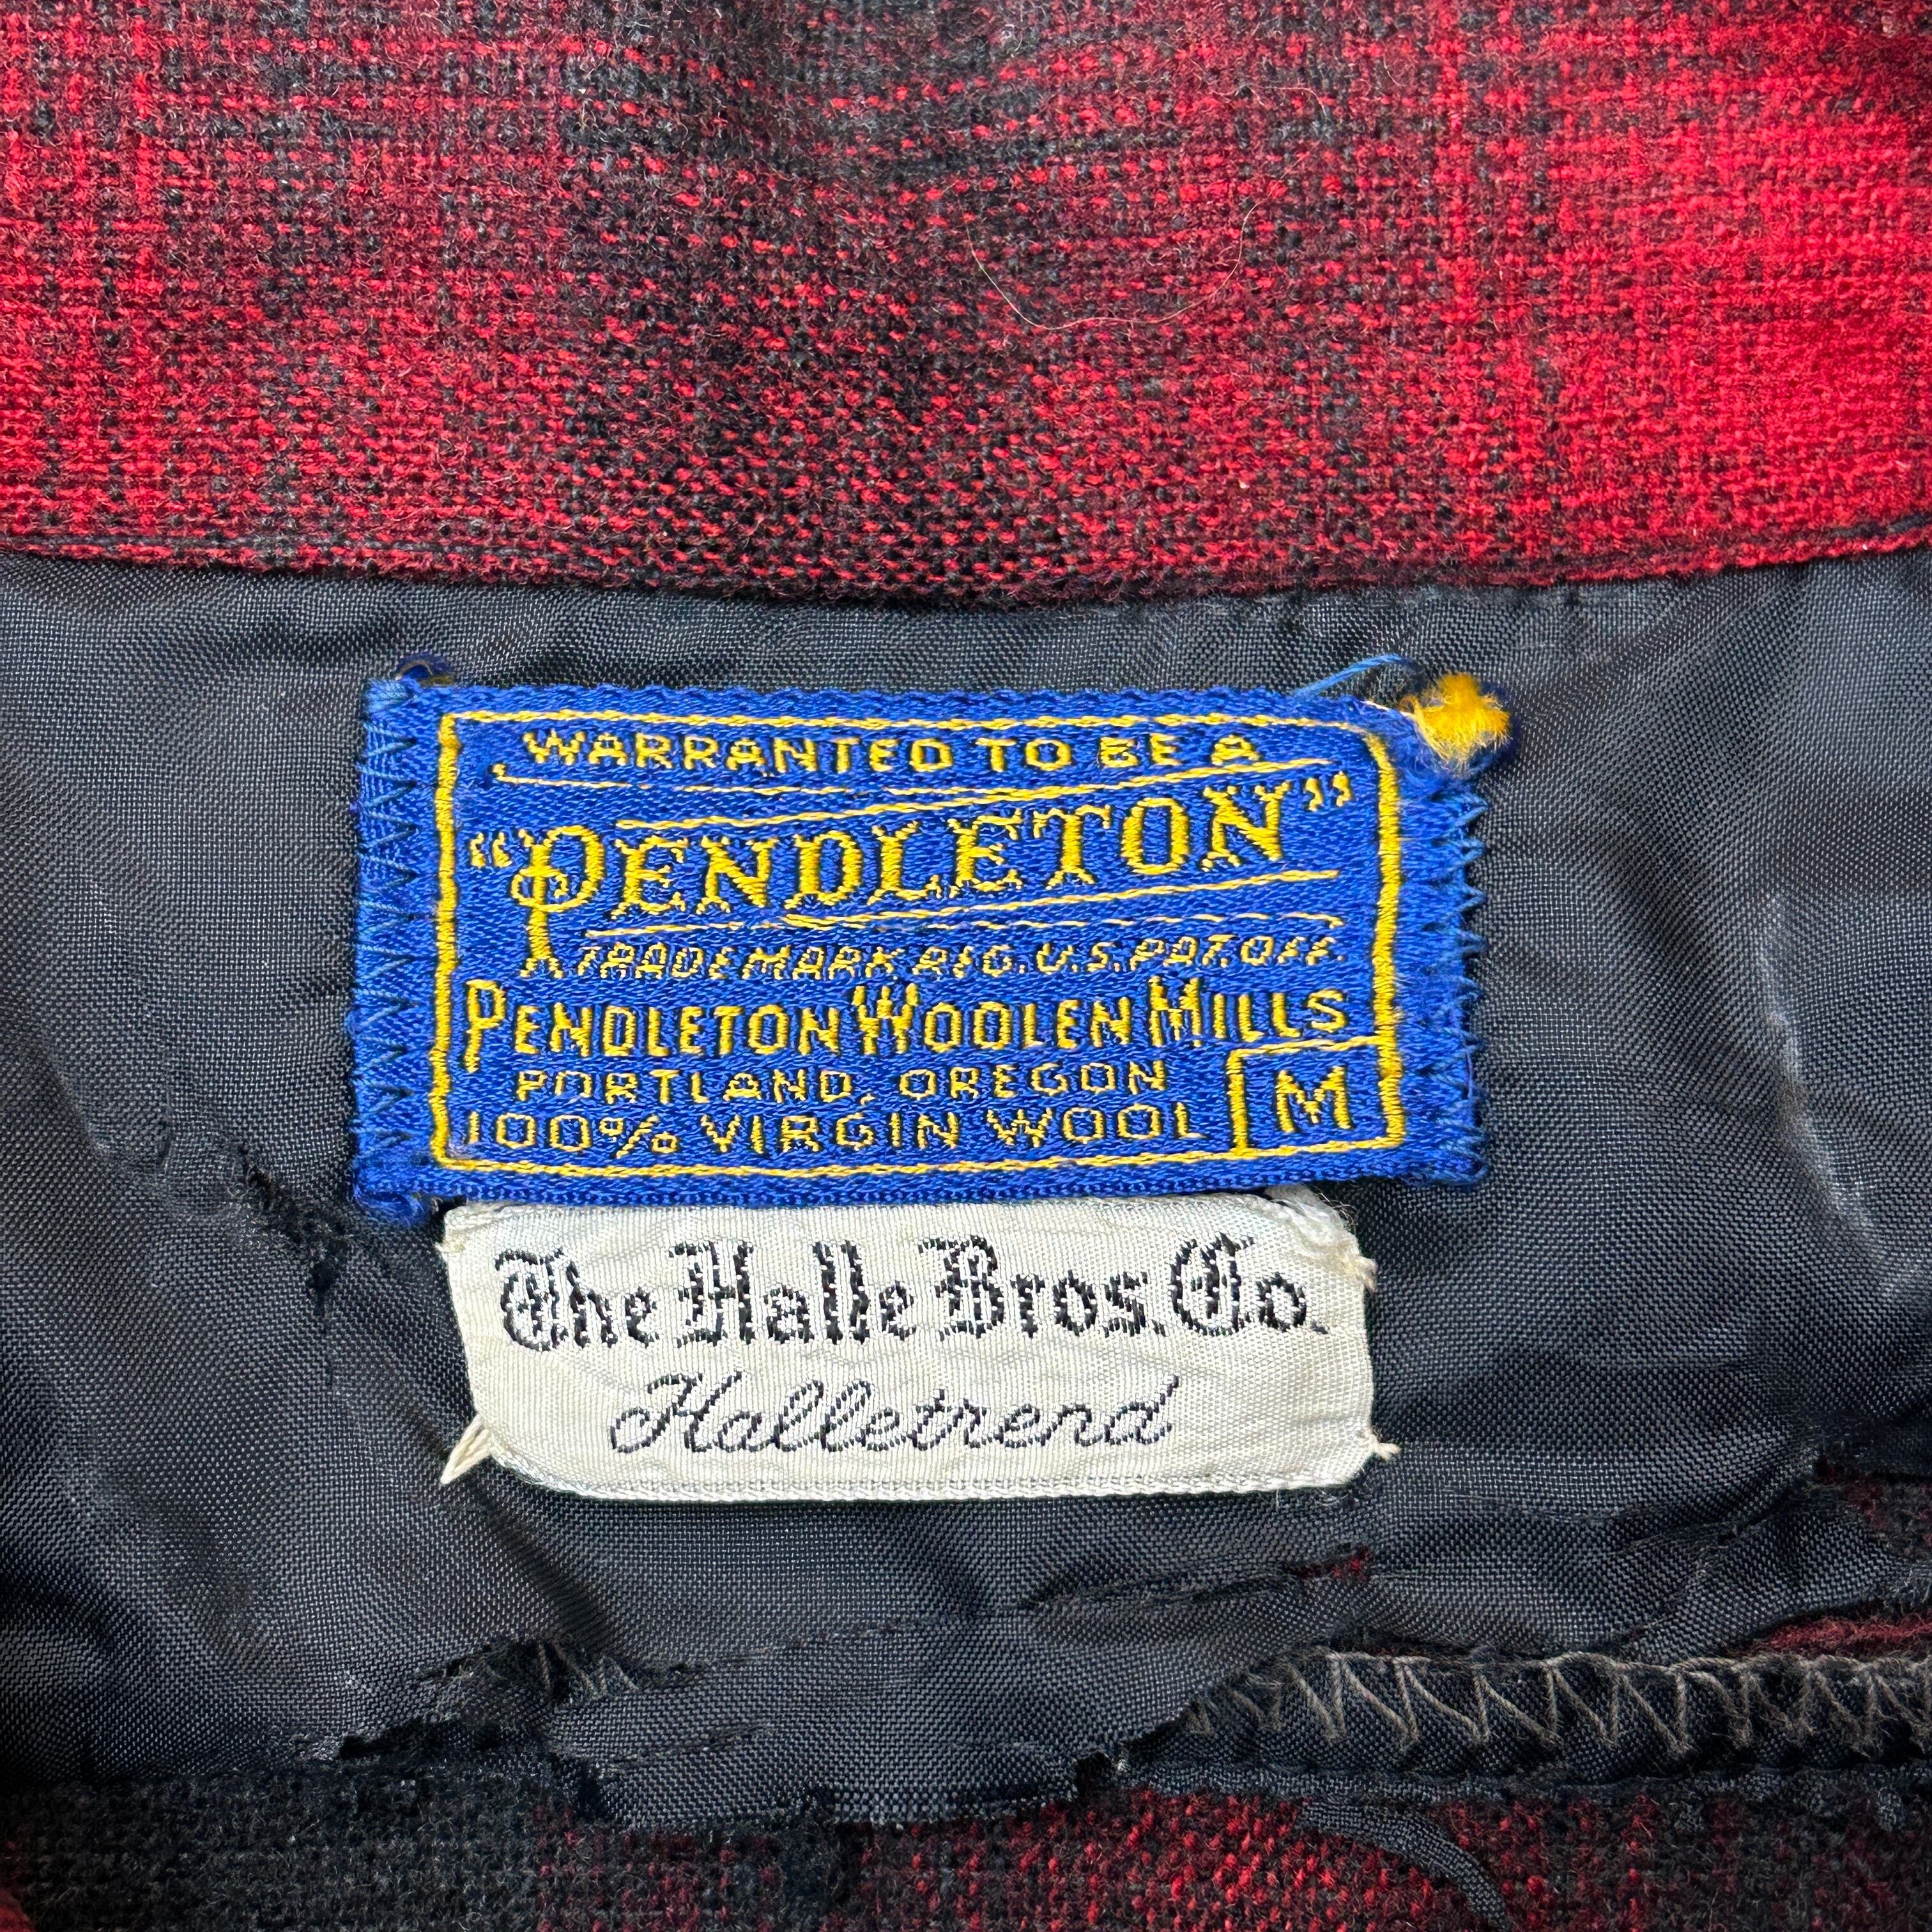 WARRANTED TO BE A
"PENDLETON"
TRADE MARK REG. U.S. PAT. OFF.
PENDLETON WOOLEN MILLS
PORTLAND, OREGON
100% VIRGIN WOOL M
The Halle Bros. Co.
Halletrend